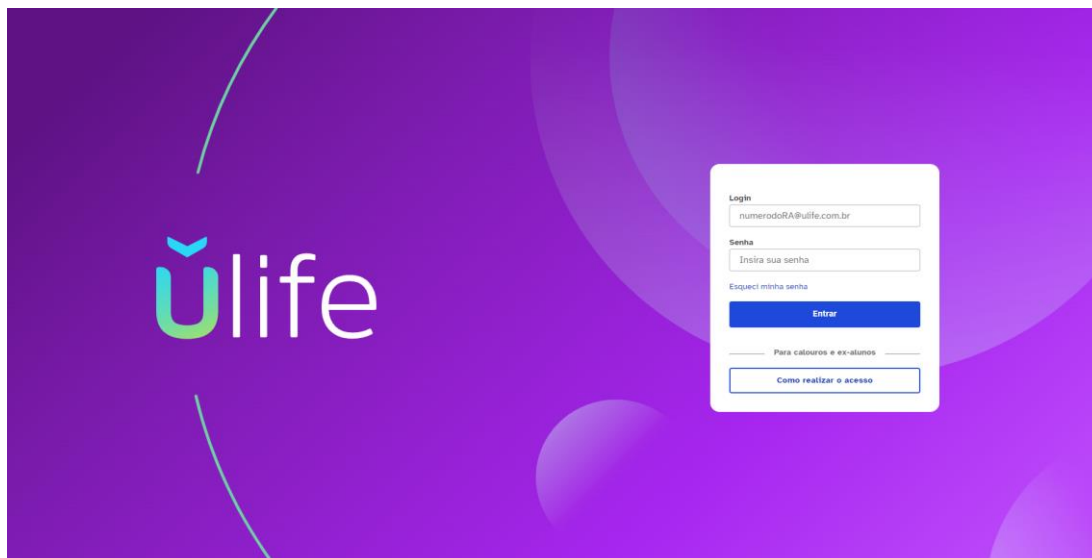 ŭlife
Login
numerodoRA@ulife.com.br
Senha
Insira sua senha
Esqueci minha senha
Entrar
Para calouros e ex-alunos
Como realizar o acesso